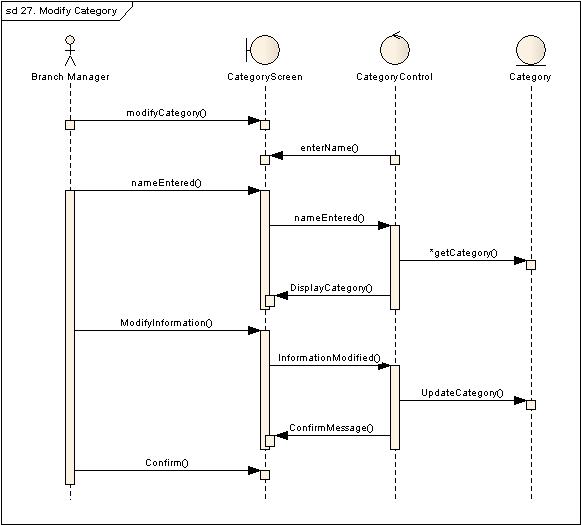 sd 27. Modify Category
Branch Manager
CategoryScreen
CategoryControl
Category
modifyCategory()
enterName()
nameEntered()
nameEntered()
*getCategory()
DisplayCategory()
ModifyInformation()
InformationModified()
UpdateCategory()
ConfirmMessage()
Confirm()